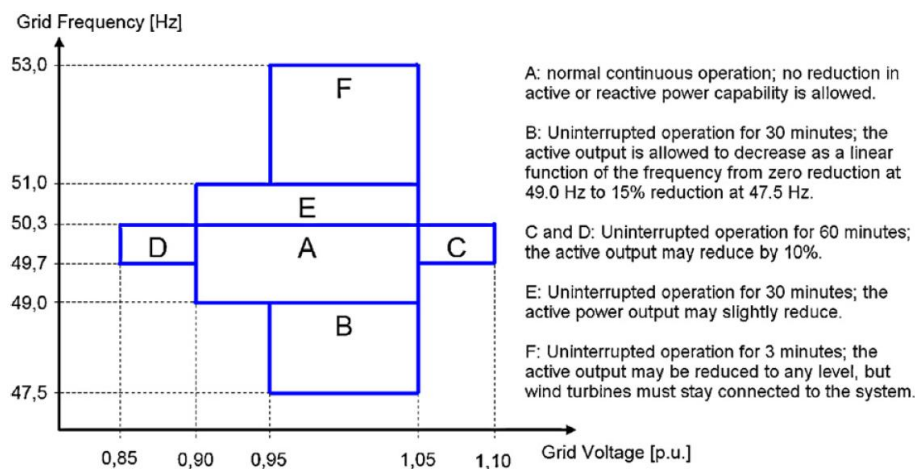 Grid Frequency [Hz]
53,0
51,0
50,3
49,7
49,0
47,5
F
E
D
A
C
B
0,85
0,90
0,95
1,05
1,10
Grid Voltage [p.u.]
A: normal continuous operation; no reduction in
active or reactive power capability is allowed.
B: Uninterrupted operation for 30 minutes; the
active output is allowed to decrease as a linear
function of the frequency from zero reduction at
49.0 Hz to 15% reduction at 47.5 Hz.
C and D: Uninterrupted operation for 60 minutes;
the active output may reduce by 10%.
E: Uninterrupted operation for 30 minutes; the
active power output may slightly reduce.
F: Uninterrupted operation for 3 minutes; the
active output may be reduced to any level, but
wind turbines must stay connected to the system.